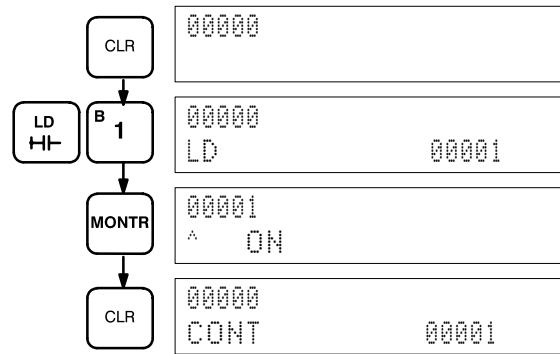 CLR
00000
LD
B
1
00000
LD 00001
MONTR
00001
^ ON
CLR
00000
CONT 00001